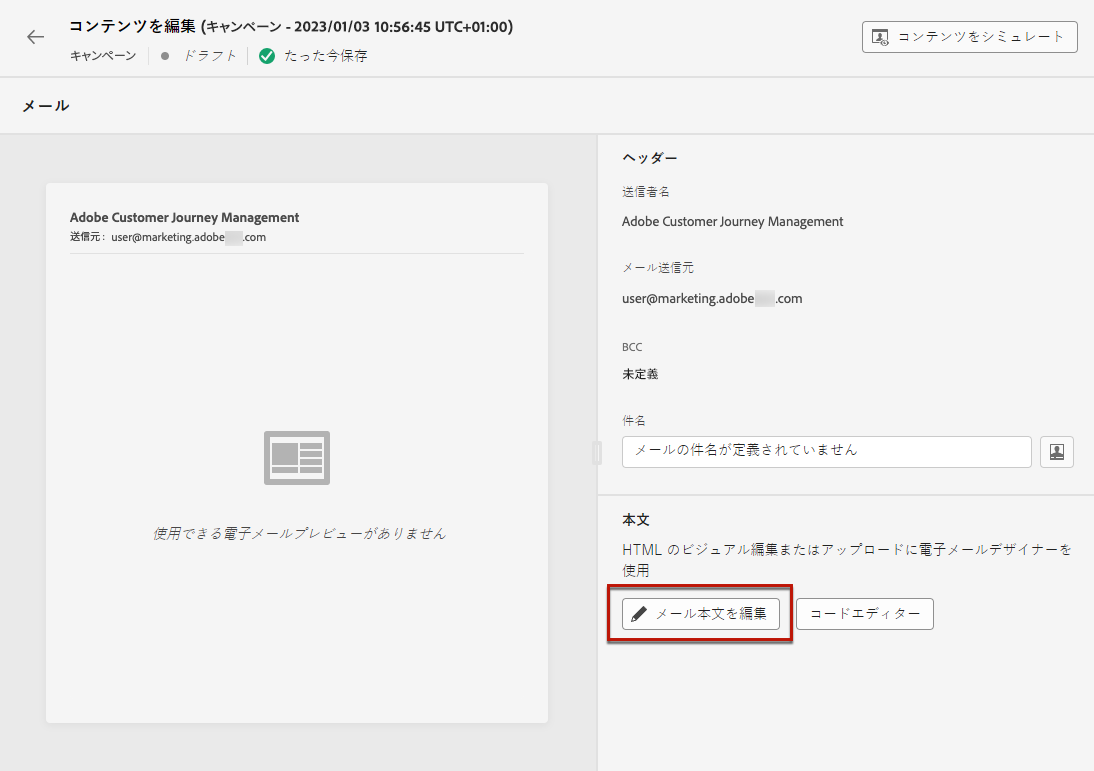 コンテンツを編集 (キャンペーン - 2023/01/03 10:56:45 UTC+01:00)
キャンペーン ドラフト たった今保存
コンテンツをシミュレート
メール
Adobe Customer Journey Management
送信元： user@marketing.adobe .com
使用できる電子メールプレビューがありません
ヘッダー
送信者名
Adobe Customer Journey Management
メール送信元
user@marketing.adobe .com
BCC
未定義
件名
メールの件名が定義されていません
本文
HTML のビジュアル編集またはアップロードに電子メールデザイナーを
使用
メール本文を編集 コードエディター